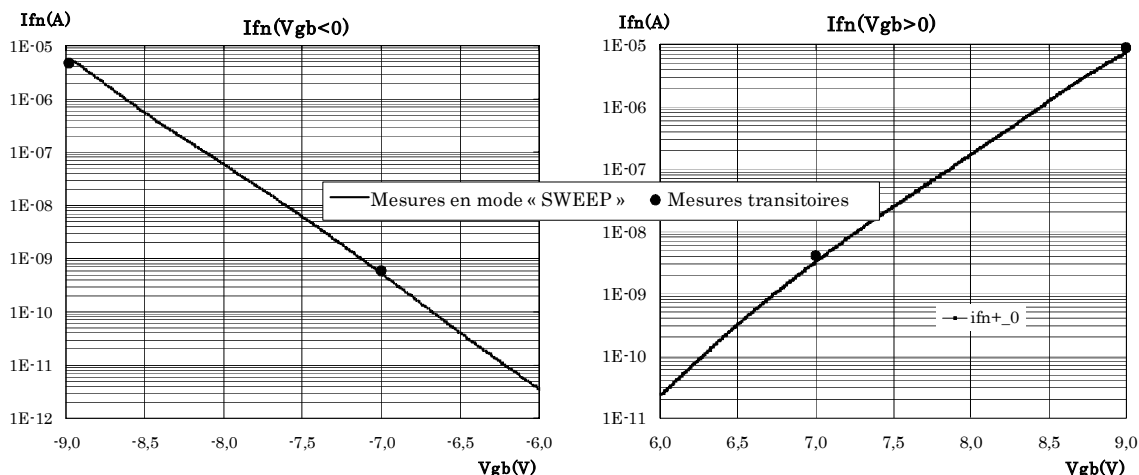 Ifn(A)
Ifn(Vgb<0)
1E-05
1E-06
1E-07
1E-08
1E-09
1E-10
1E-11
1E-12
-9,0 -8,5 -8,0 -7,5 -7,0 -6,5 -6,0
Vgb(V)
Mesures en mode « SWEEP » Mesures transitoires
Ifn(A)
Ifn(Vgb>0)
1E-05
1E-06
1E-07
1E-08
1E-09
1E-10
1E-11
ifn+_0
6,0 6,5 7,0 7,5 8,0 8,5 9,0
Vgb(V)